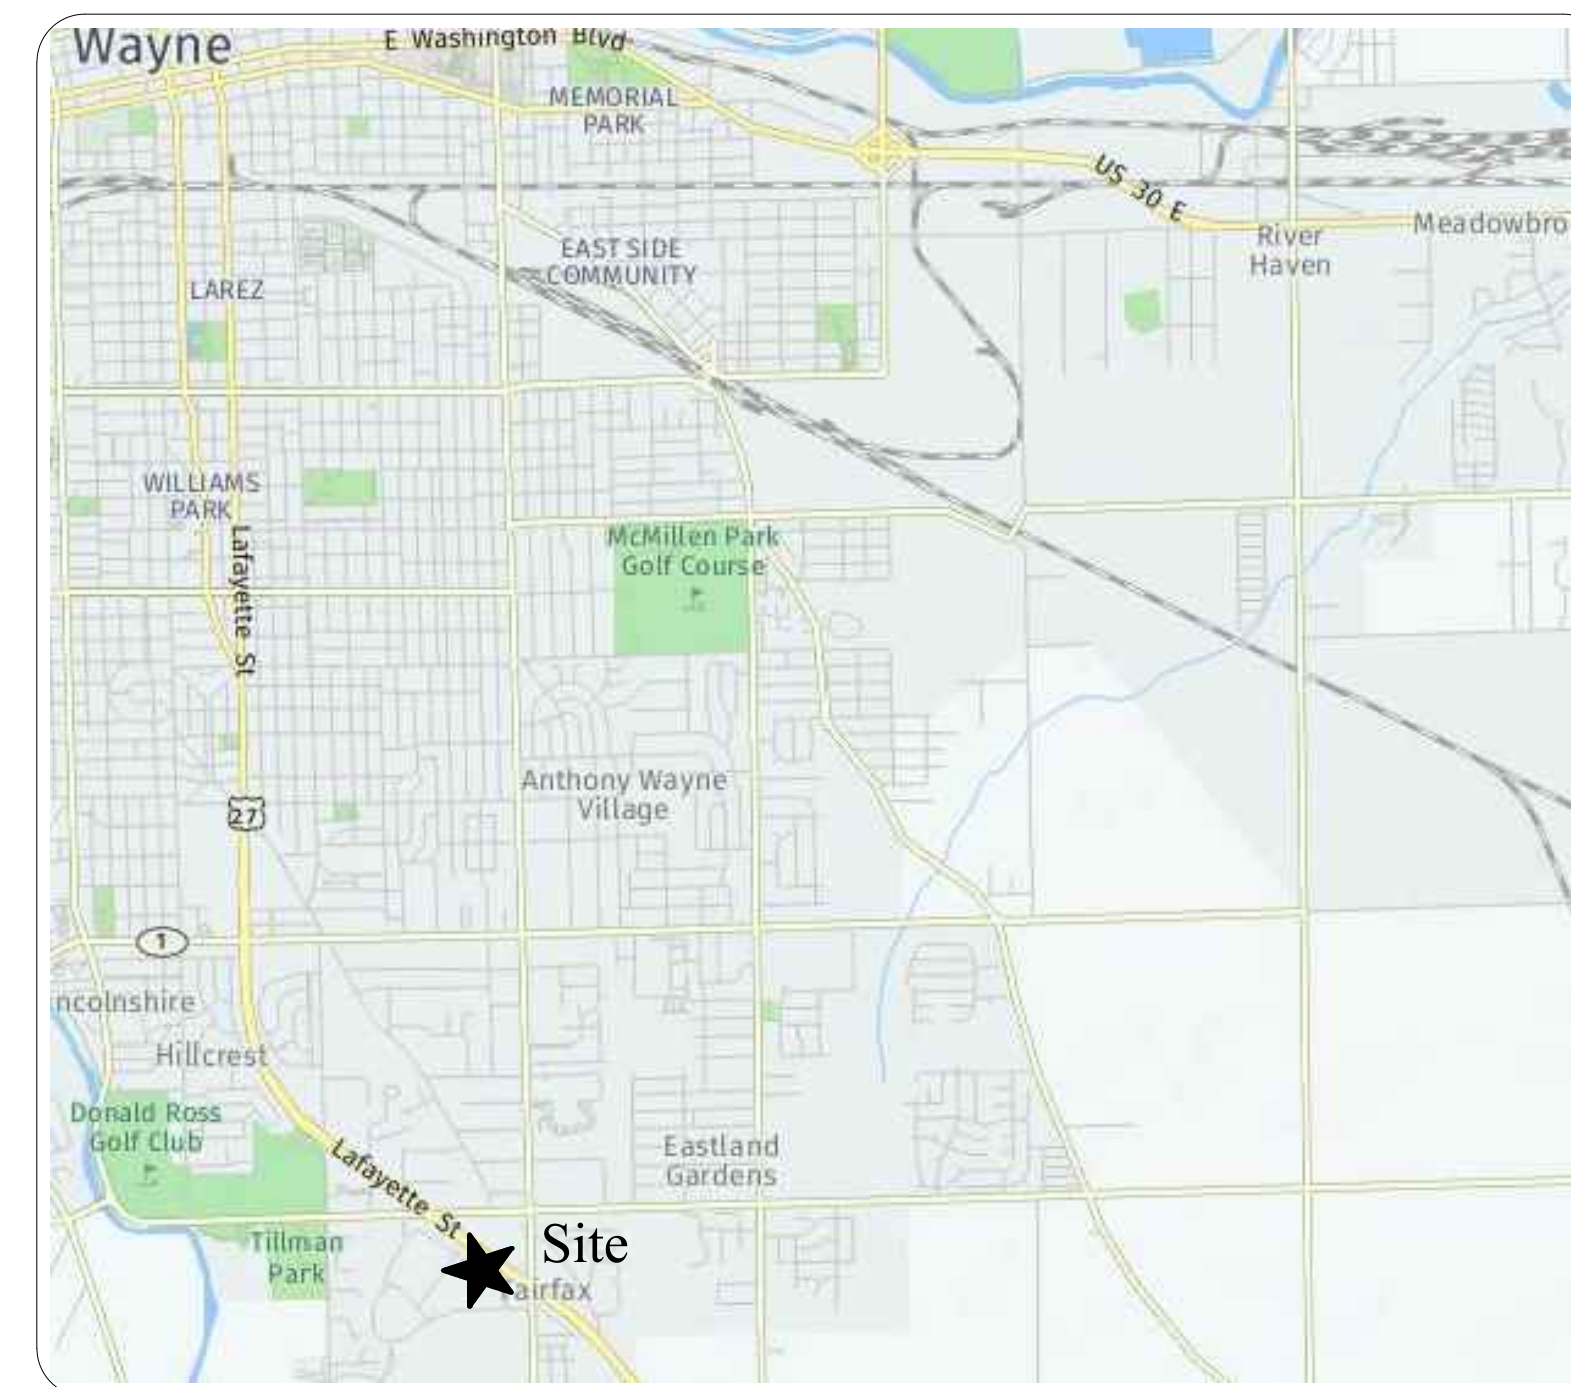 Wayne
E Washington Blvd
MEMORIAL
PARK
US 30 E
Meadowbro
River
Haven
EAST SIDE
COMMUNITY
LAREZ
WILLIAMS
PARK
Lafayette St
McMillen Park
Golf Course
Anthony Wayne
Village
27
1
ncolnshire
Hillcrest
Donald Ross
Golf Club
Lafayette St
Eastland
Gardens
Tillman
Park
Site
airfax